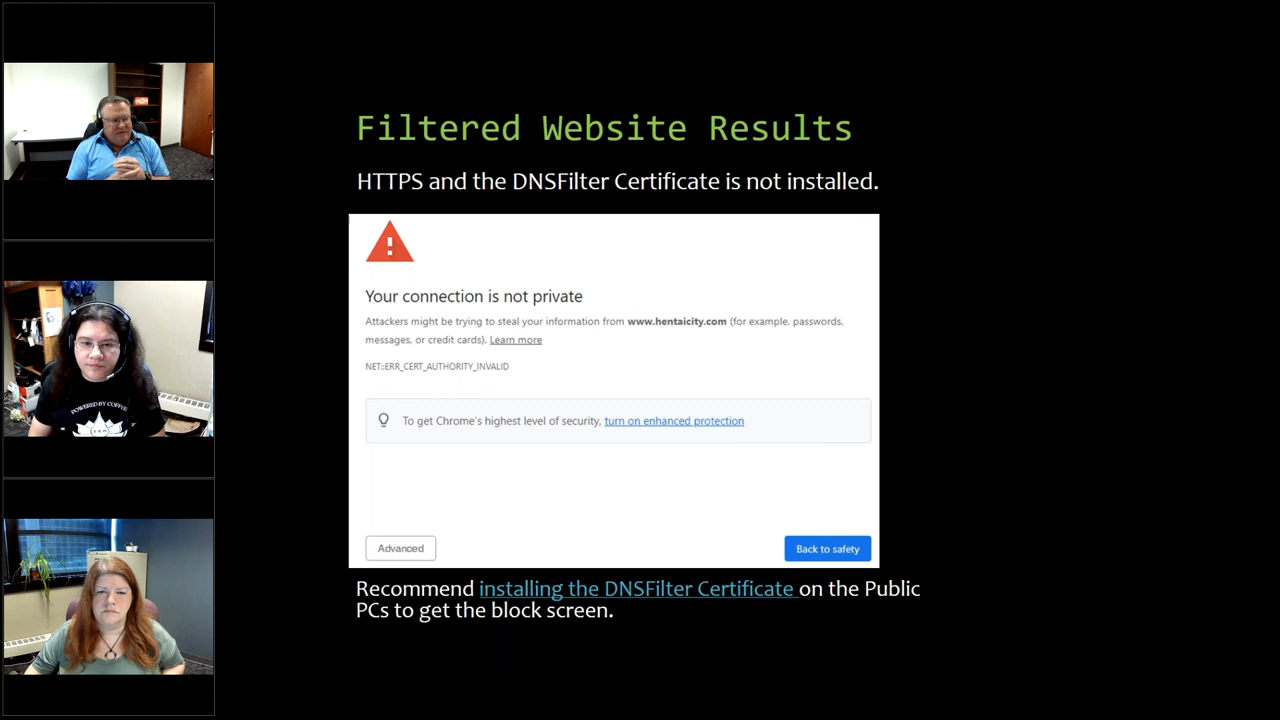 Filtered Website Results
HTTPS and the DNSFilter Certificate is not installed.
Your connection is not private
Attackers might be trying to steal your information from www.hentaicity.com (for example, passwords,
messages, or credit cards). Learn more
NET::ERR_CERT_AUTHORITY_INVALID
To get Chrome's highest level of security, turn on enhanced protection
Advanced
Back to safety
Recommend installing the DNSFilter Certificate on the Public
PCs to get the block screen.
POWERED BY COFFEE